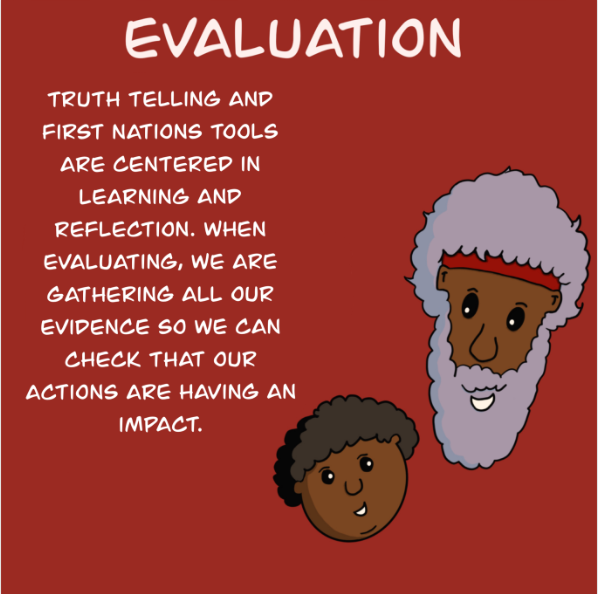 EVALUATION
TRUTH TELLING AND
FIRST NATIONS TOOLS
ARE CENTERED IN
LEARNING AND
REFLECTION. WHEN
EVALUATING, WE ARE
GATHERING ALL OUR
EVIDENCE SO WE CAN
CHECK THAT OUR
ACTIONS ARE HAVING AN
IMPACT.